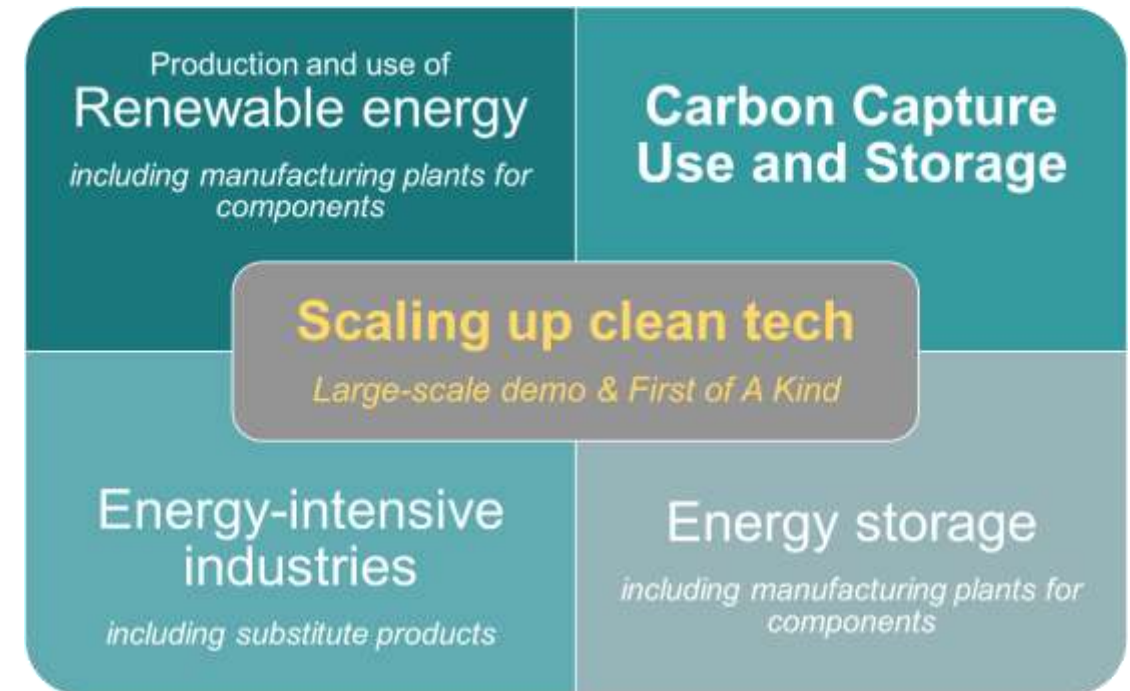 Production and use of
Renewable energy
including manufacturing plants for
components
Carbon Capture
Use and Storage
Scaling up clean tech
Large-scale demo & First of A Kind
Energy-intensive
industries
including substitute products
Energy storage
including manufacturing plants for
components